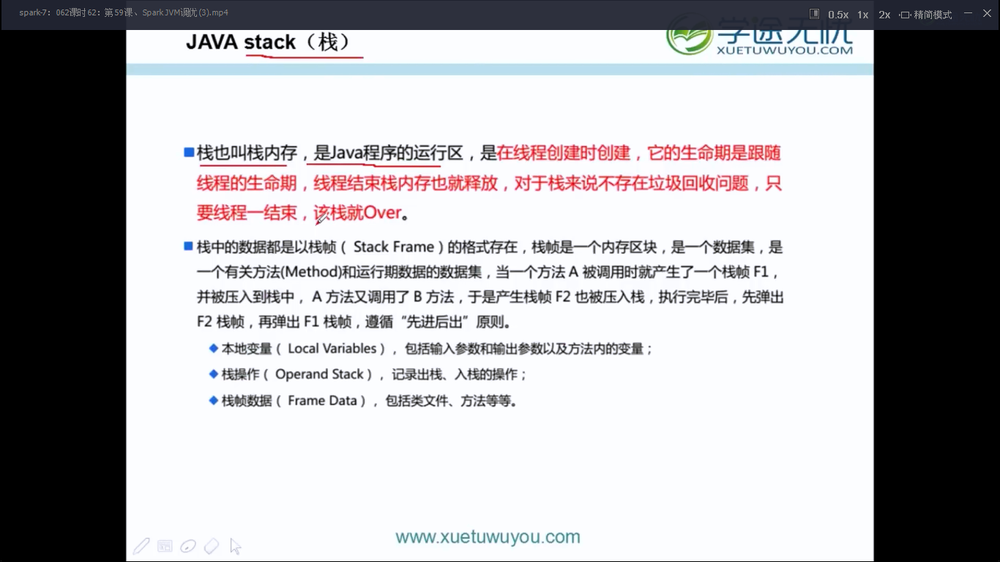 spark-7：062课时62：第59课、Spark JVM调优(3).mp4
0.5x 1x 2x 精简模式
JAVA stack（栈）
学途无忧
XUETUWUYOU.COM
栈也叫栈内存，是Java程序的运行区，是在线程创建时创建，它的生命期是跟随
线程的生命期，线程结束栈内存也就释放，对于栈来说不存在垃圾回收问题，只
要线程一结束，该栈就Over。
栈中的数据都是以栈帧（ Stack Frame）的格式存在，栈帧是一个内存区块，是一个数据集，是
一个有关方法(Method)和运行期数据的数据集，当一个方法 A 被调用时就产生了一个栈帧 F1，
并被压入到栈中， A 方法又调用了 B 方法，于是产生栈帧 F2 也被压入栈，执行完毕后，先弹出
F2 栈帧，再弹出 F1 栈帧，遵循“先进后出”原则。
本地变量（ Local Variables），包括输入参数和输出参数以及方法内的变量；
栈操作（ Operand Stack），记录出栈、入栈的操作；
栈帧数据（ Frame Data），包括类文件、方法等等。
www.xuetuwuyou.com